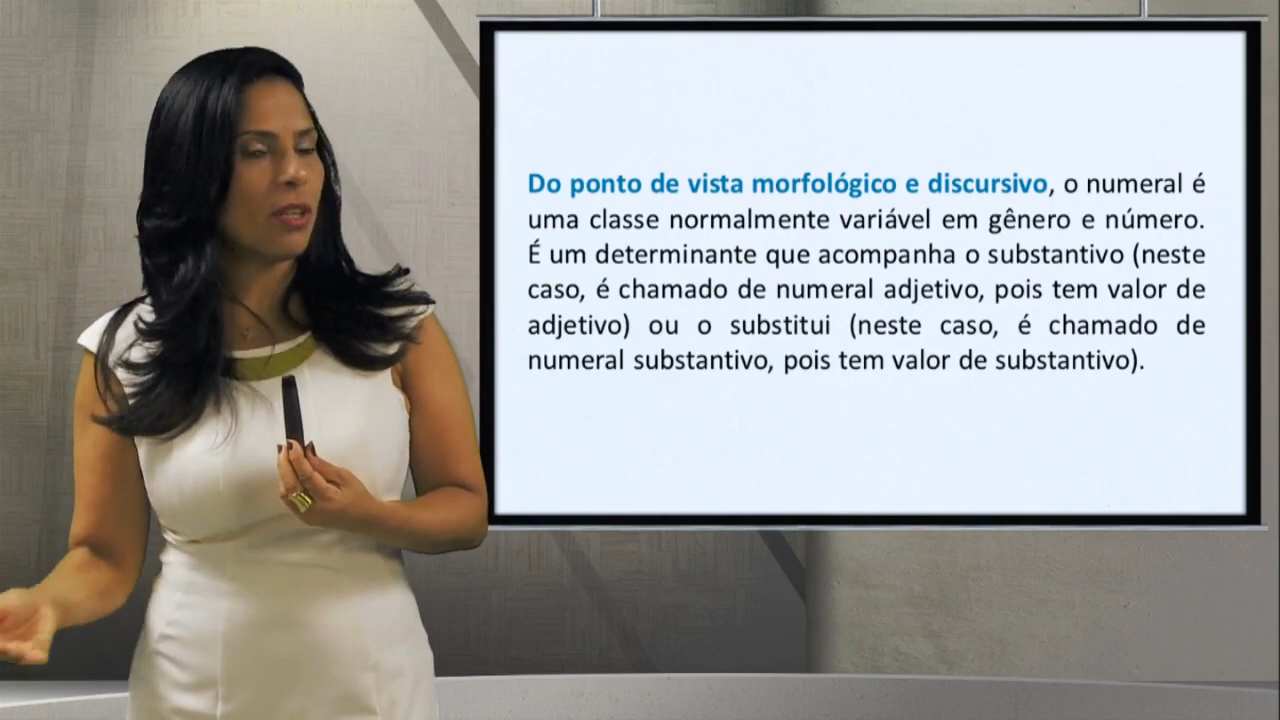 Do ponto de vista morfológico e discursivo, o numeral é
uma classe normalmente variável em gênero e número.
É um determinante que acompanha o substantivo (neste
caso, é chamado de numeral adjetivo, pois tem valor de
adjetivo) ou o substitui (neste caso, é chamado de
numeral substantivo, pois tem valor de substantivo).